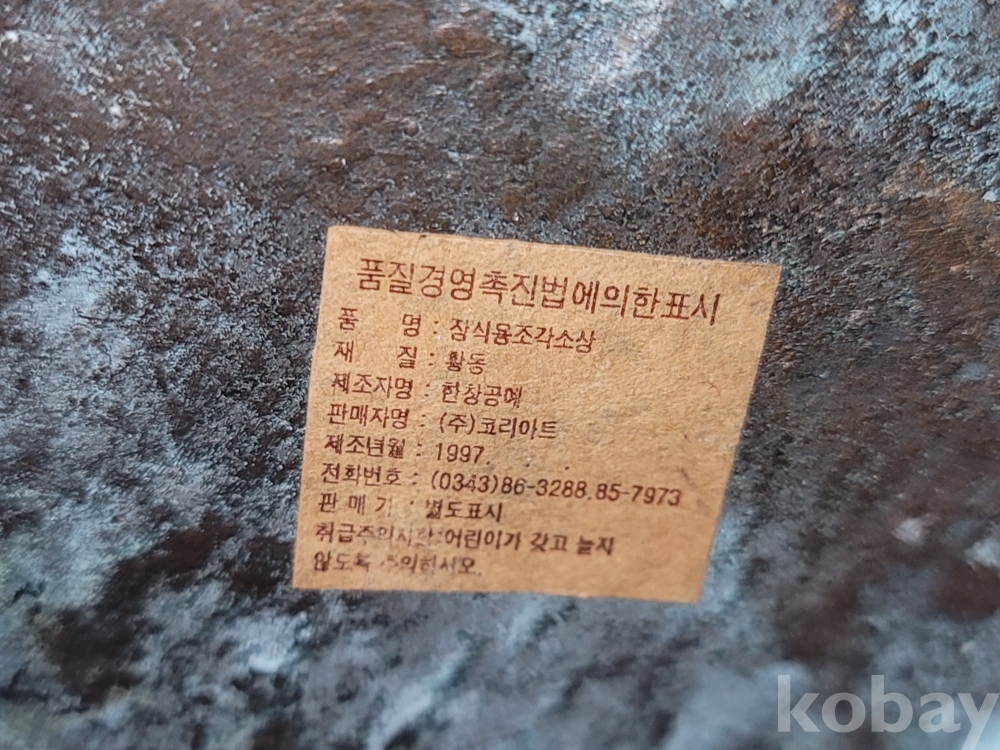 품질경영촉진법에의한표시
품 명 : 장식용조각소상
재 질 : 황동
제조자명 : 한창공예
판매자명 : (주)코리아트
제조년월 : 1997. . .
전화번호 : (0343)86-3288.85-7973
판매가 : 별도표시
취급주의사항:어린이가 갖고 놀지
않도록 주의하시오.
kobay